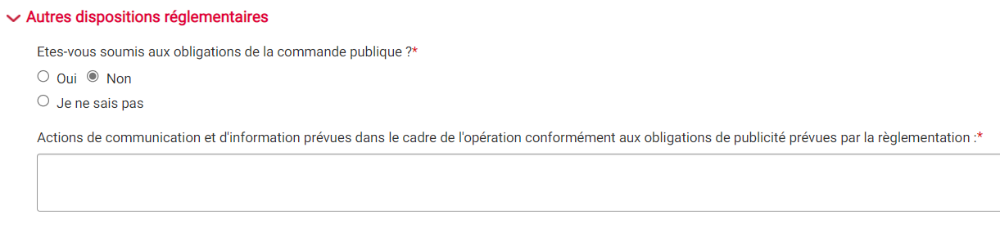 Autres dispositions réglementaires
Etes-vous soumis aux obligations de la commande publique ?*
Oui Non
Je ne sais pas
Actions de communication et d'information prévues dans le cadre de l'opération conformément aux obligations de publicité prévues par la règlementation :*